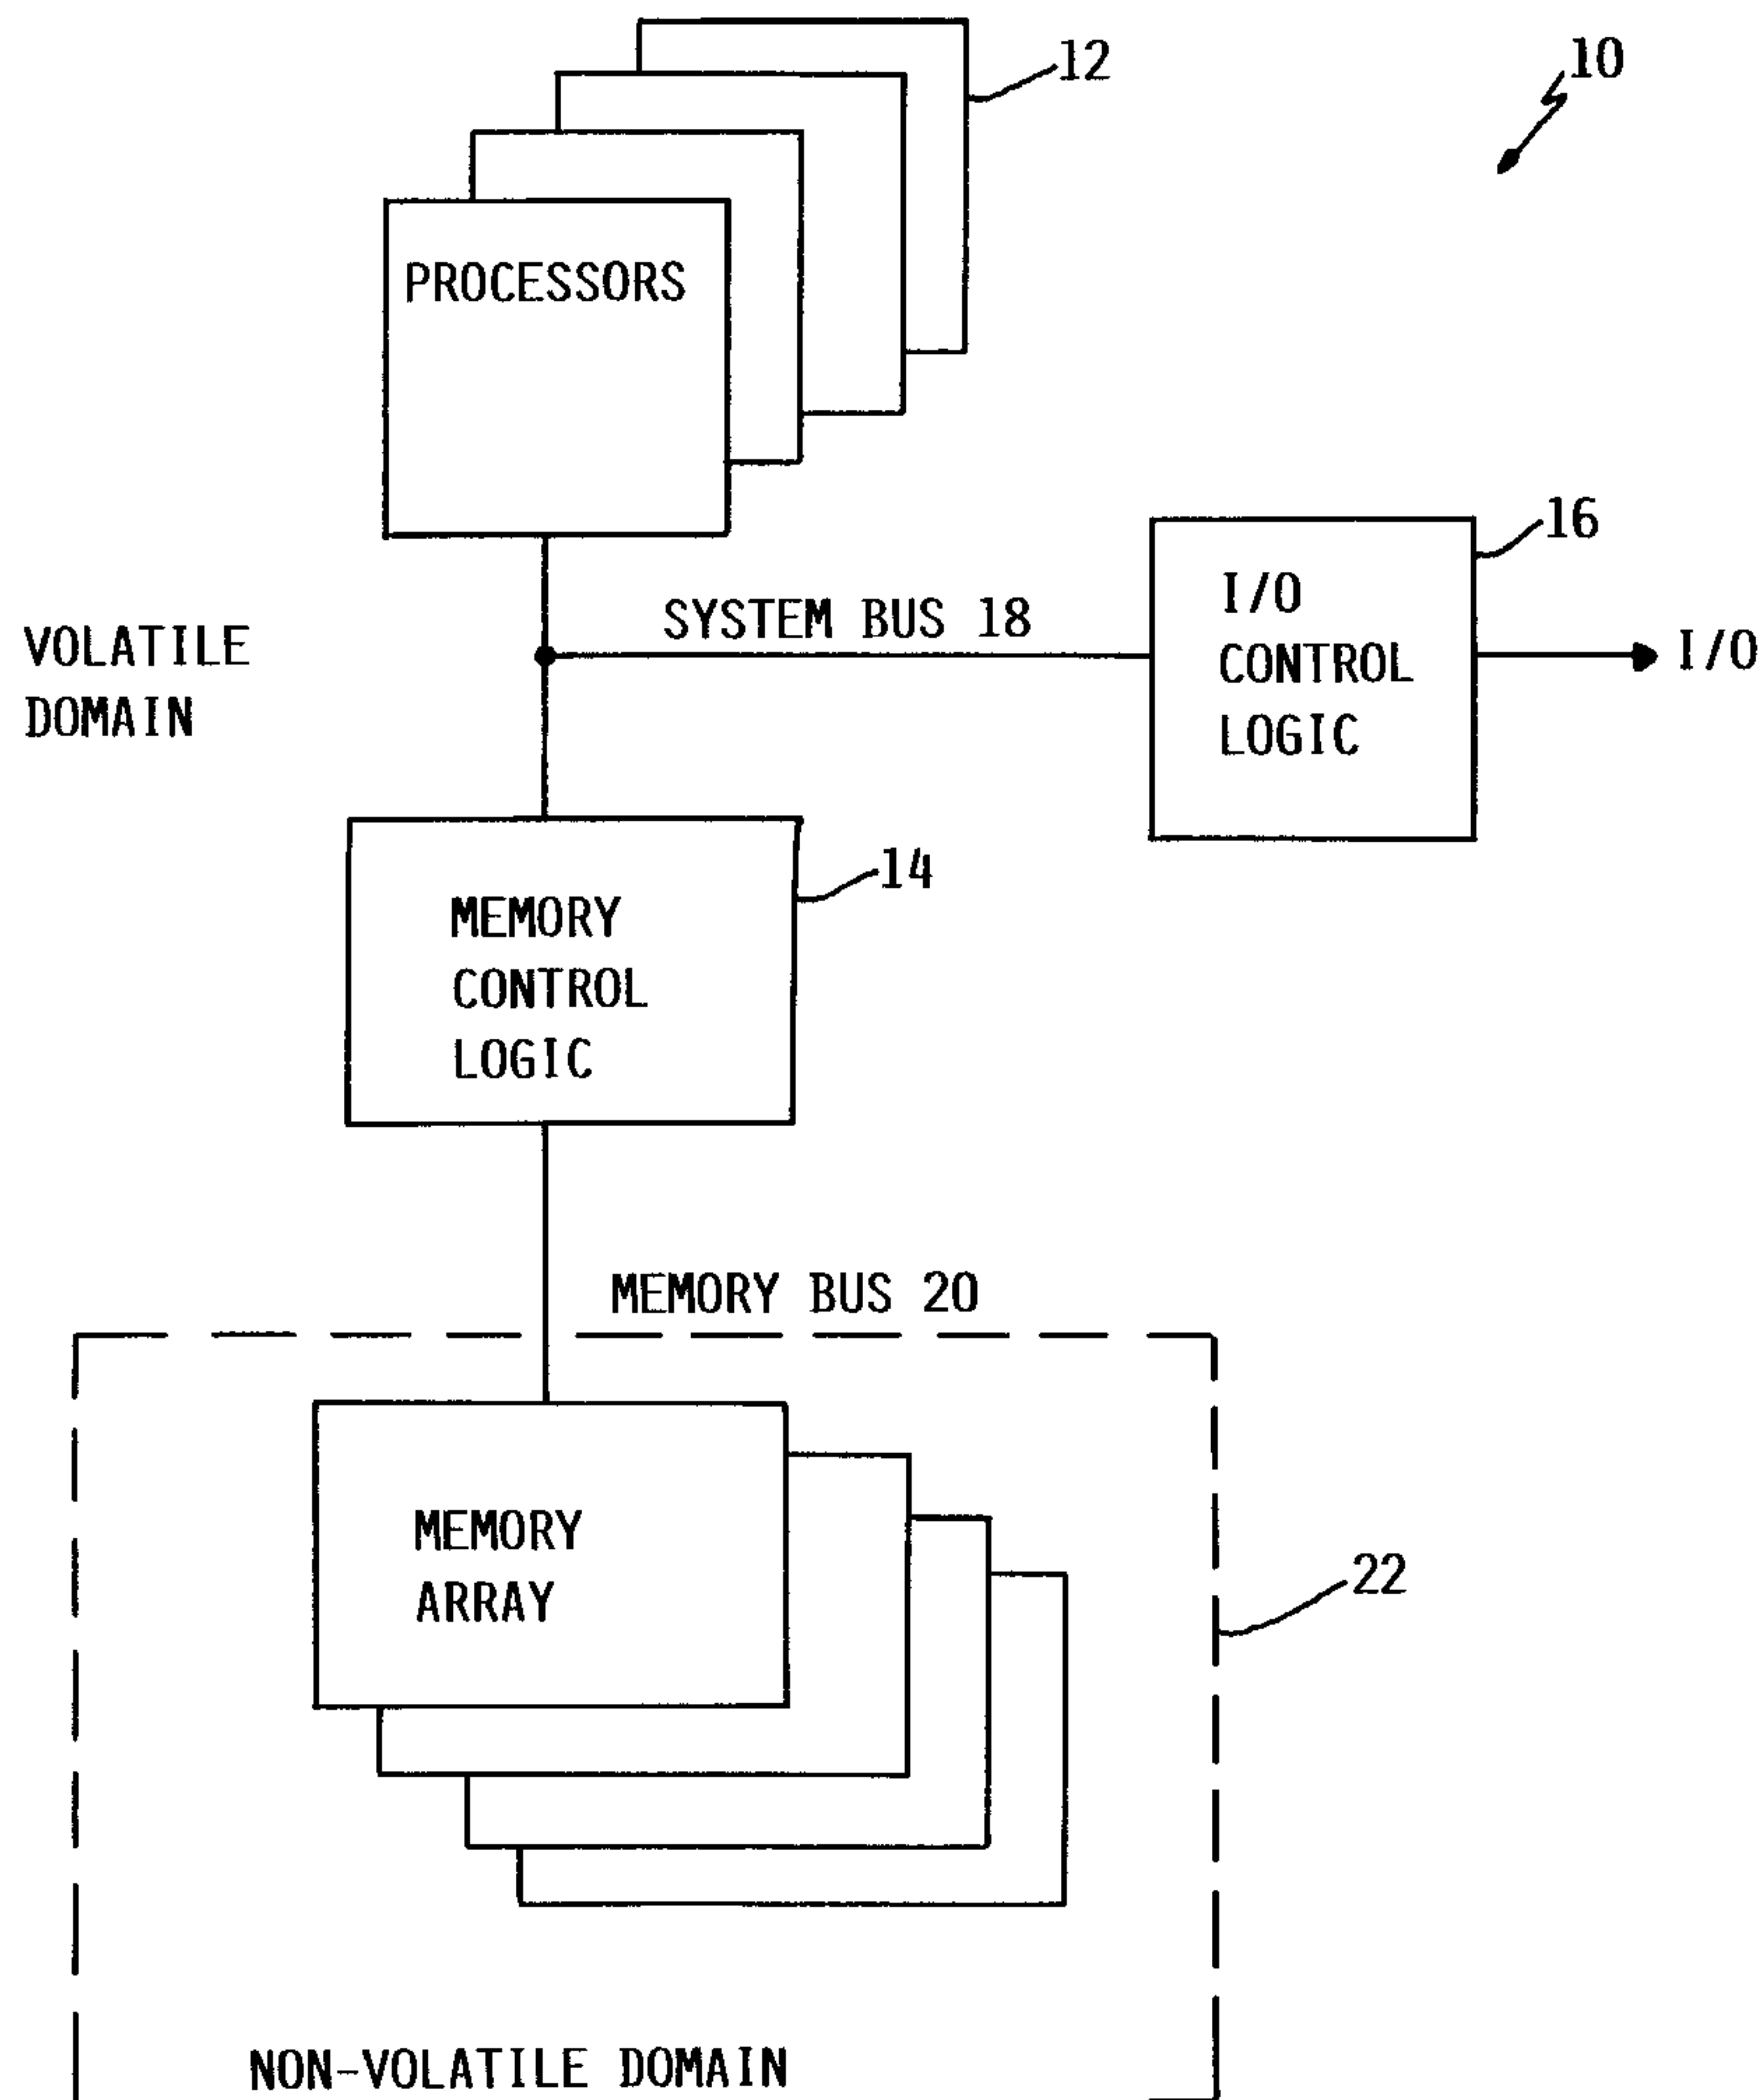 12
10
PROCESSORS
16
I/O
CONTROL
LOGIC
SYSTEM BUS 18
I/O
VOLATILE
DOMAIN
14
MEMORY
CONTROL
LOGIC
MEMORY BUS 20
MEMORY
ARRAY
22
NON-VOLATILE DOMAIN